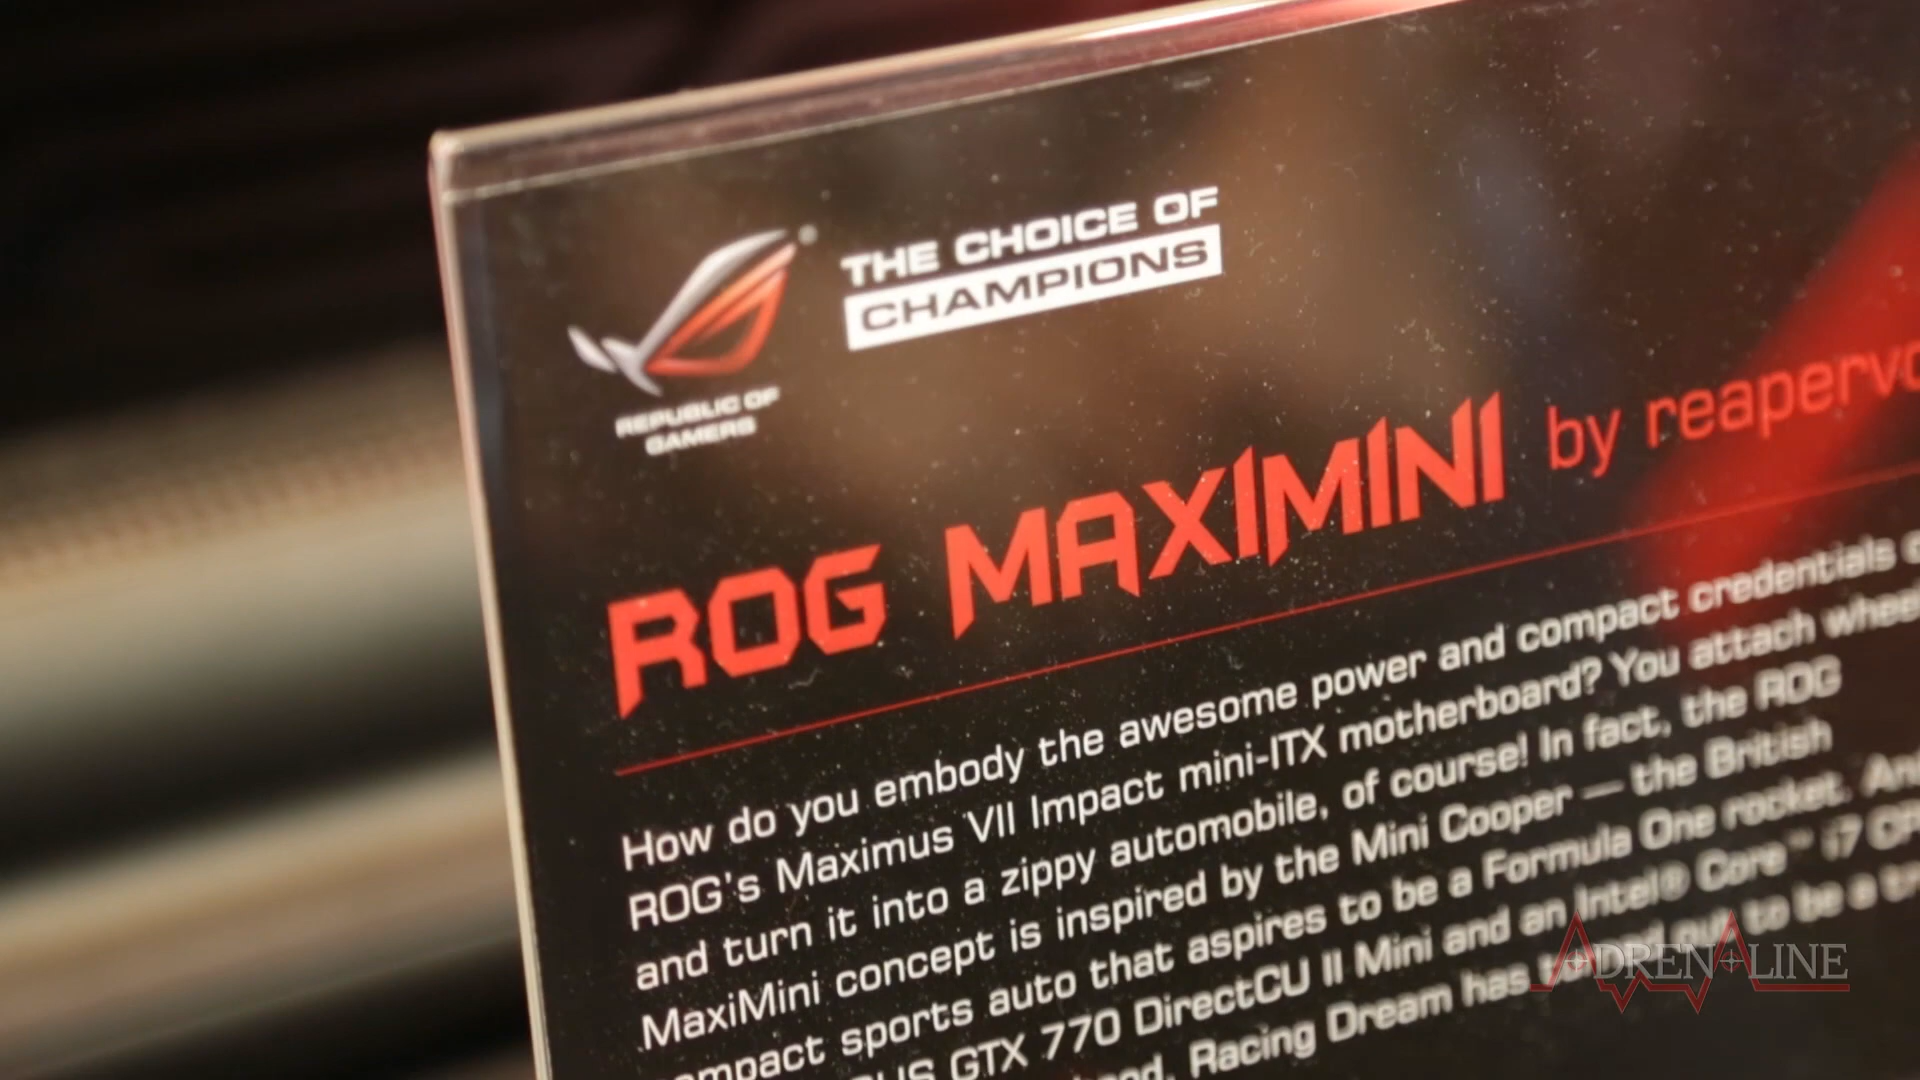 THE CHOICE OF
CHAMPIONS
REPUBLIC OF
GAMERS
ROG MAXIMINI by reaperv
How do you embody the awesome power and compact credentials
ROG's Maximus VII Impact mini-ITX motherboard? You attach wheel
and turn it into a zippy automobile, of course! In fact, the ROG
MaxiMini concept is inspired by the Mini Cooper — the British
compact sports auto that aspires to be a Formula One rocket. An
GTX 770 DirectCU II Mini and an Intel® Core™ i7
Racing Dream has out to be a
ADRENALINE